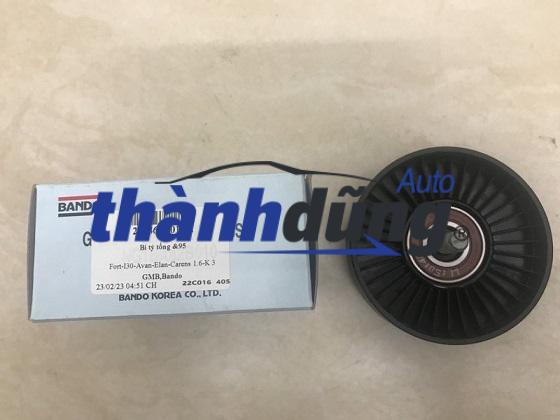 Auto
thànhdũng
BANDO
Bi tỳ tổng &95
Fort-I30-Avan-Elan-Carens 1.6-K 3
GMB,Bando
23/02/23 04:51 CH
22C016 40S
BANDO KOREA CO., LTD.